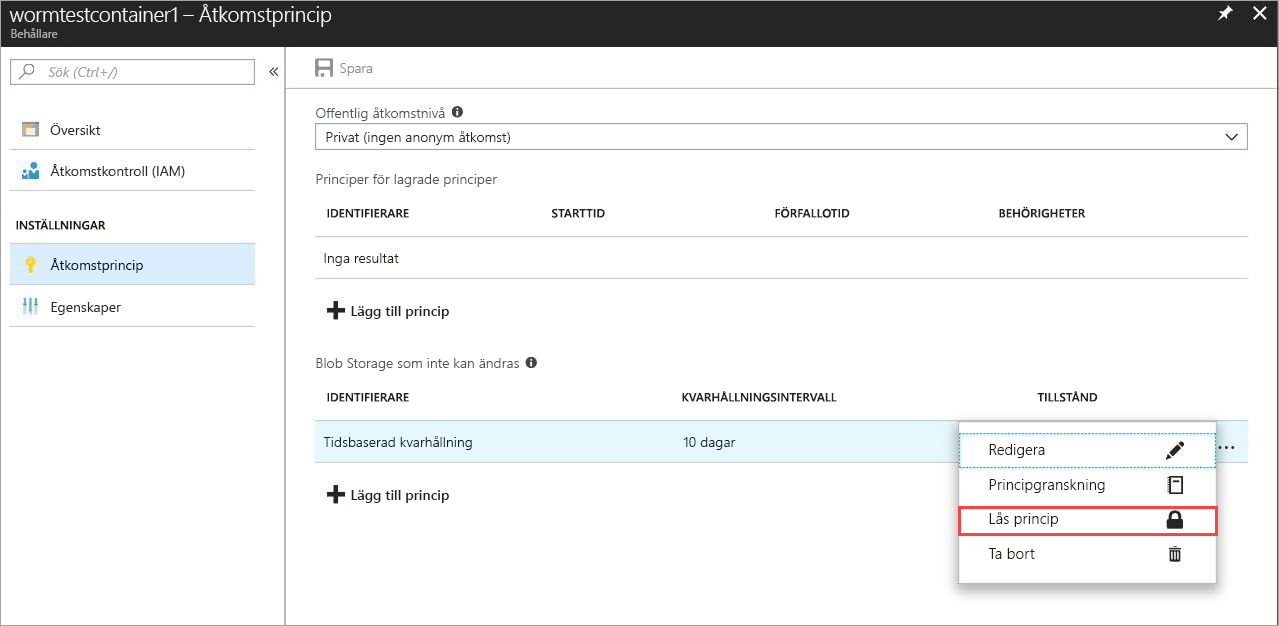 wormtestcontainer1 – Åtkomstprincip
Behållare
Sök (Ctrl+/)
«
Översikt
Åtkomstkontroll (IAM)
INSTÄLLNINGAR
Åtkomstprincip
Egenskaper
Spara
Offentlig åtkomstnivå
Privat (ingen anonym åtkomst)
Principer för lagrade principer
IDENTIFIERARE STARTTID FÖRFALLOTID BEHÖRIGHETER
Inga resultat
Lägg till princip
Blob Storage som inte kan ändras
IDENTIFIERARE KVARHÅLLNINGSINTERVALL TILLSTÅND
Tidsbaserad kvarhållning 10 dagar ...
Lägg till princip
Redigera
Principgranskning
Lås princip
Ta bort